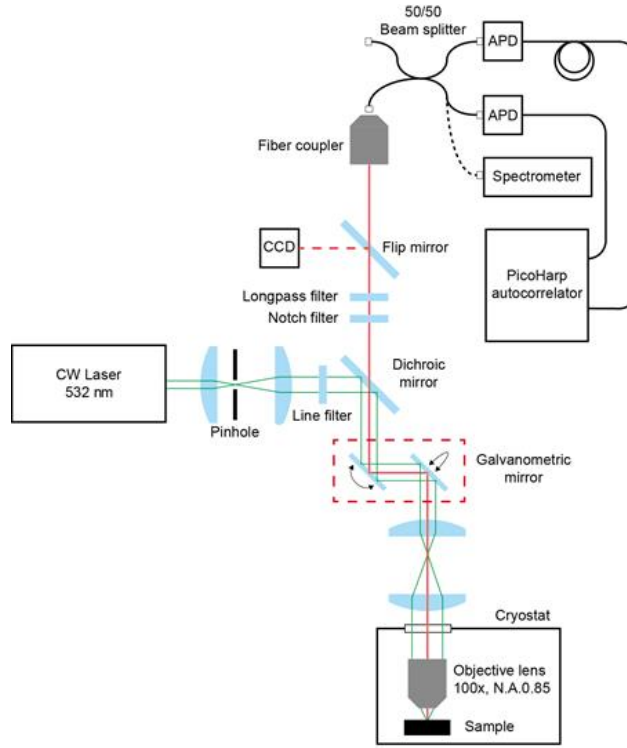 50/50
Beam splitter
APD
APD
Fiber coupler
Spectrometer
CCD
Flip mirror
PicoHarp
autocorrelator
Longpass filter
Notch filter
CW Laser
532 nm
Dichroic
mirror
Line filter
Pinhole
Galvanometric
mirror
Cryostat
Objective lens
100x, N.A.0.85
Sample